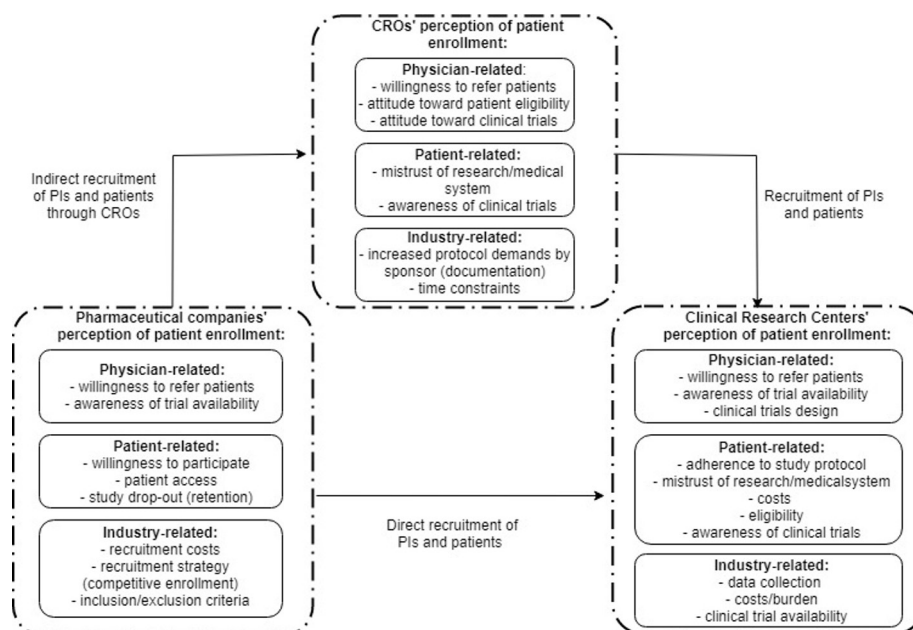 CROs' perception of patient
enrollment:
Physician-related:
- willingness to refer patients
- attitude toward patient eligibility
- attitude toward clinical trials
Patient-related:
- mistrust of research/medical
system
- awareness of clinical trials
Industry-related:
- increased protocol demands by
sponsor (documentation)
- time constraints
Indirect recruitment
of PIs and patients
through CROs
Recruitment of PIs
and patients
Pharmaceutical companies'
perception of patient enrollment:
Physician-related:
- willingness to refer patients
- awareness of trial availability
Patient-related:
- willingness to participate
- patient access
- study drop-out (retention)
Industry-related:
- recruitment costs
- recruitment strategy
(competitive enrollment)
- inclusion/exclusion criteria
Direct recruitment of
PIs and patients
Clinical Research Centers'
perception of patient enrollment:
Physician-related:
- willingness to refer patients
- awareness of trial availability
- clinical trials design
Patient-related:
- adherence to study protocol
- mistrust of research/medicalsystem
- costs
- eligibility
- awareness of clinical trials
Industry-related:
- data collection
- costs/burden
- clinical trial availability